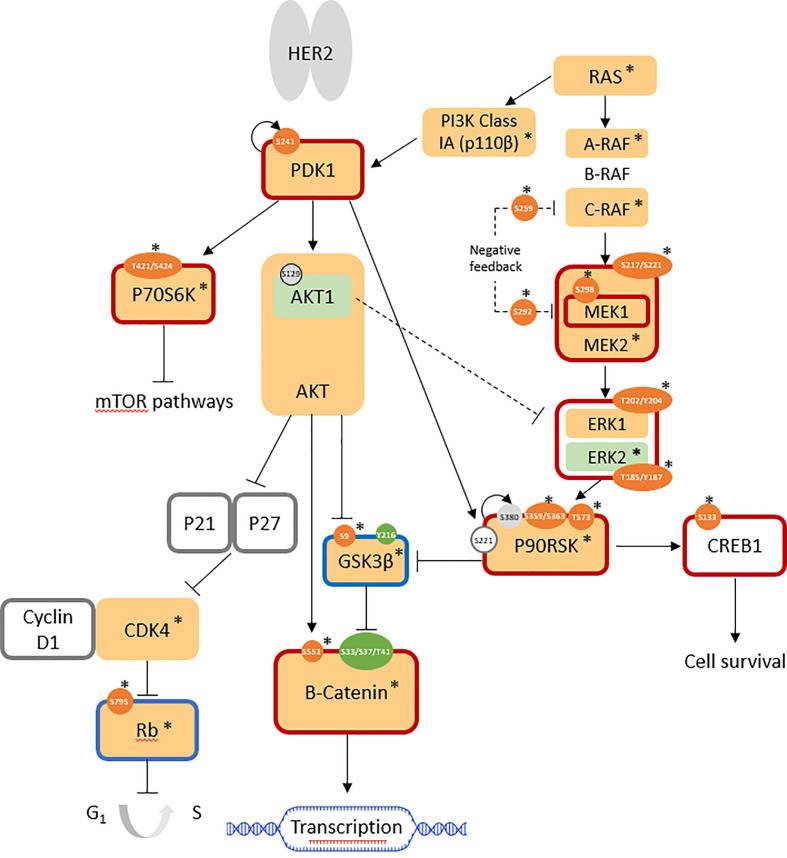 HER2
RAS *
PI3K Class
IA (p110β) *
A-RAF *
B-RAF
C-RAF *
S241
PDK1
*
S259
Negative
feedback
*
S292
S217/S221 *
*
S298
MEK1
MEK2 *
*
T421/S424
P70S6K *
mTOR pathways
S129
AKT1
AKT
T202/Y204 *
ERK1
ERK2 *
T185/Y187 *
P21
P27
S9 *
Y216
GSK3β *
S380
S359/S363 *
T573 *
S221
P90RSK *
*
S133
CREB1
Cell survival
Cyclin
D1
CDK4 *
*
S795
Rb *
G1
S
S552 *
S33/S37/T41
B-Catenin *
Transcription